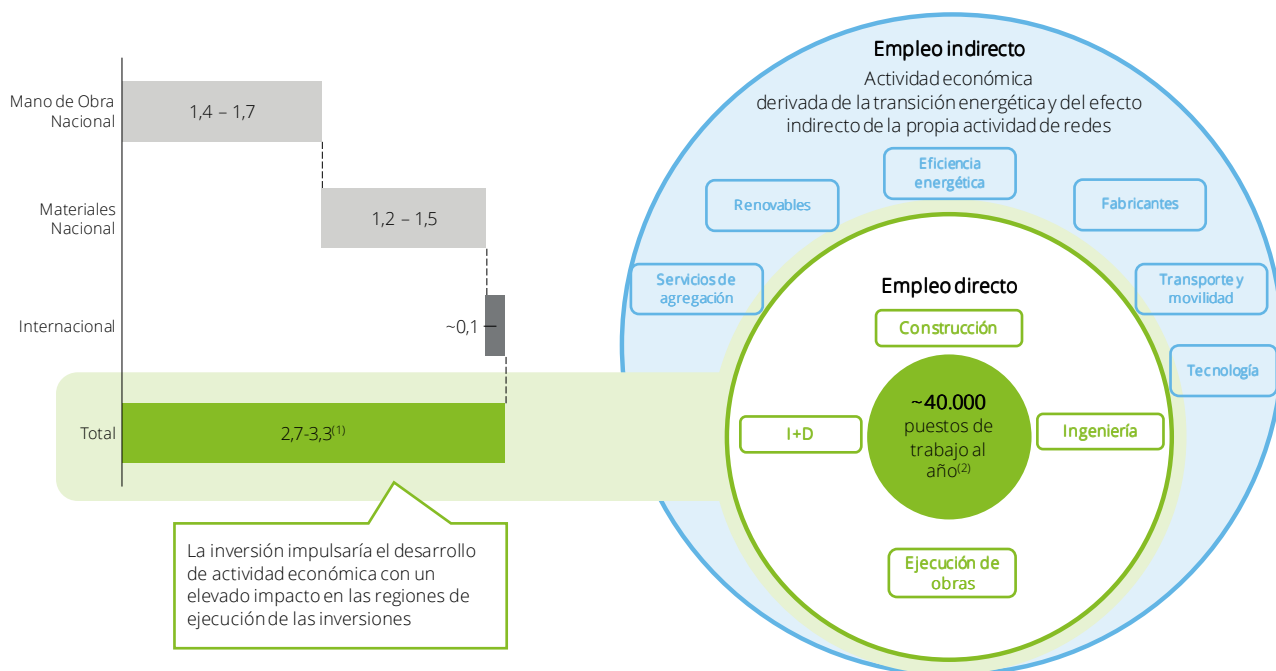 Mano de Obra
Nacional
1,4 – 1,7
Materiales
Nacional
1,2 – 1,5
Internacional
~0,1
Total
2,7-3,3(1)
La inversión impulsaría el desarrollo
de actividad económica con un
elevado impacto en las regiones de
ejecución de las inversiones
Empleo indirecto
Actividad económica
derivada de la transición energética y del efecto
indirecto de la propia actividad de redes
Eficiencia
energética
Renovables
Fabricantes
Servicios de
agregación
Transporte y
movilidad
Tecnología
Empleo directo
Construcción
I+D
~40.000
puestos de
trabajo al
año(2)
Ingeniería
Ejecución de
obras